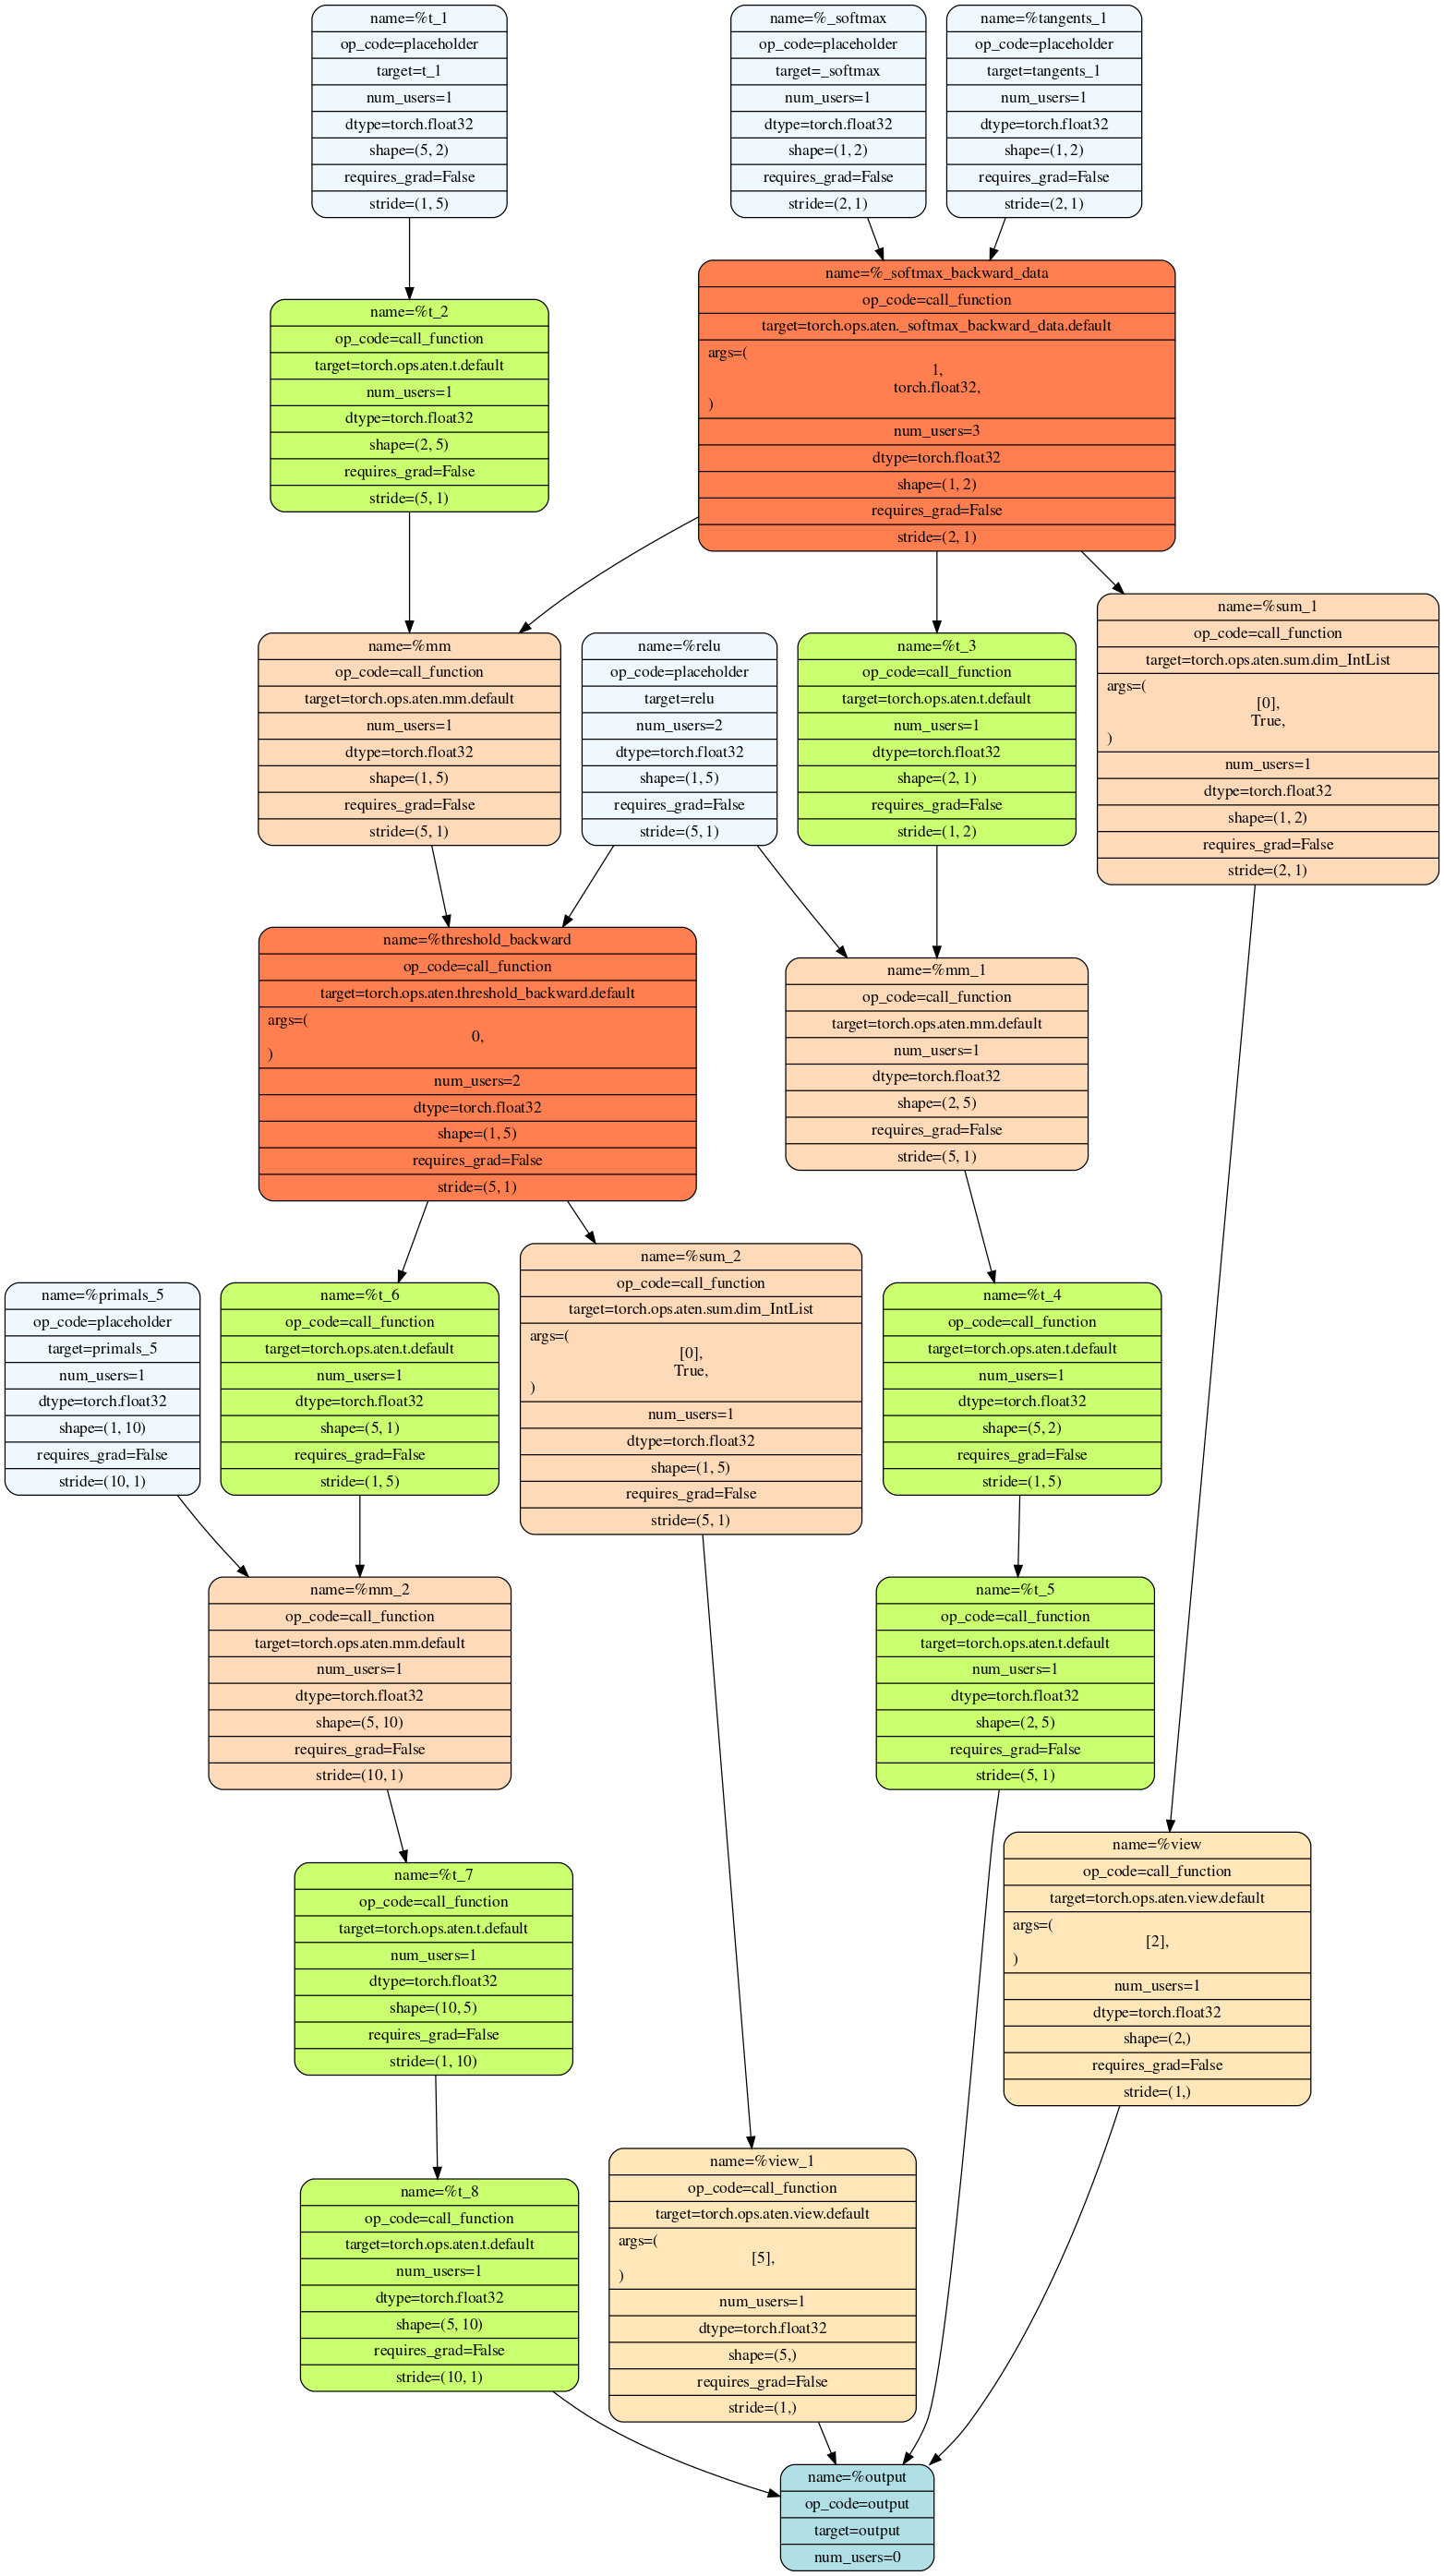 name=%t_1
op_code=placeholder
target=t_1
num_users=1
dtype=torch.float32
shape=(5, 2)
requires_grad=False
stride=(1, 5)
name=%_softmax
op_code=placeholder
target=_softmax
num_users=1
dtype=torch.float32
shape=(1, 2)
requires_grad=False
stride=(2, 1)
name=%tangents_1
op_code=placeholder
target=tangents_1
num_users=1
dtype=torch.float32
shape=(1, 2)
requires_grad=False
stride=(2, 1)
name=%_softmax_backward_data
op_code=call_function
target=torch.ops.aten._softmax_backward_data.default
args=(
1,
torch.float32,
)
num_users=3
dtype=torch.float32
shape=(1, 2)
requires_grad=False
stride=(2, 1)
name=%t_2
op_code=call_function
target=torch.ops.aten.t.default
num_users=1
dtype=torch.float32
shape=(2, 5)
requires_grad=False
stride=(5, 1)
name=%mm
op_code=call_function
target=torch.ops.aten.mm.default
num_users=1
dtype=torch.float32
shape=(1, 5)
requires_grad=False
stride=(5, 1)
name=%relu
op_code=placeholder
target=relu
num_users=2
dtype=torch.float32
shape=(1, 5)
requires_grad=False
stride=(5, 1)
name=%t_3
op_code=call_function
target=torch.ops.aten.t.default
num_users=1
dtype=torch.float32
shape=(2, 1)
requires_grad=False
stride=(1, 2)
name=%sum_1
op_code=call_function
target=torch.ops.aten.sum.dim_IntList
args=(
[0],
True,
)
num_users=1
dtype=torch.float32
shape=(1, 2)
requires_grad=False
stride=(2, 1)
name=%threshold_backward
op_code=call_function
target=torch.ops.aten.threshold_backward.default
args=(
0,
)
num_users=2
dtype=torch.float32
shape=(1, 5)
requires_grad=False
stride=(5, 1)
name=%mm_1
op_code=call_function
target=torch.ops.aten.mm.default
num_users=1
dtype=torch.float32
shape=(2, 5)
requires_grad=False
stride=(5, 1)
name=%primals_5
op_code=placeholder
target=primals_5
num_users=1
dtype=torch.float32
shape=(1, 10)
requires_grad=False
stride=(10, 1)
name=%t_6
op_code=call_function
target=torch.ops.aten.t.default
num_users=1
dtype=torch.float32
shape=(5, 1)
requires_grad=False
stride=(1, 5)
name=%sum_2
op_code=call_function
target=torch.ops.aten.sum.dim_IntList
args=(
[0],
True,
)
num_users=1
dtype=torch.float32
shape=(1, 5)
requires_grad=False
stride=(5, 1)
name=%t_4
op_code=call_function
target=torch.ops.aten.t.default
num_users=1
dtype=torch.float32
shape=(5, 2)
requires_grad=False
stride=(1, 5)
name=%mm_2
op_code=call_function
target=torch.ops.aten.mm.default
num_users=1
dtype=torch.float32
shape=(5, 10)
requires_grad=False
stride=(10, 1)
name=%t_5
op_code=call_function
target=torch.ops.aten.t.default
num_users=1
dtype=torch.float32
shape=(2, 5)
requires_grad=False
stride=(5, 1)
name=%view
op_code=call_function
target=torch.ops.aten.view.default
args=(
[2],
)
num_users=1
dtype=torch.float32
shape=(2,)
requires_grad=False
stride=(1,)
name=%t_7
op_code=call_function
target=torch.ops.aten.t.default
num_users=1
dtype=torch.float32
shape=(10, 5)
requires_grad=False
stride=(1, 10)
name=%view_1
op_code=call_function
target=torch.ops.aten.view.default
args=(
[5],
)
num_users=1
dtype=torch.float32
shape=(5,)
requires_grad=False
stride=(1,)
name=%t_8
op_code=call_function
target=torch.ops.aten.t.default
num_users=1
dtype=torch.float32
shape=(5, 10)
requires_grad=False
stride=(10, 1)
name=%output
op_code=output
target=output
num_users=0